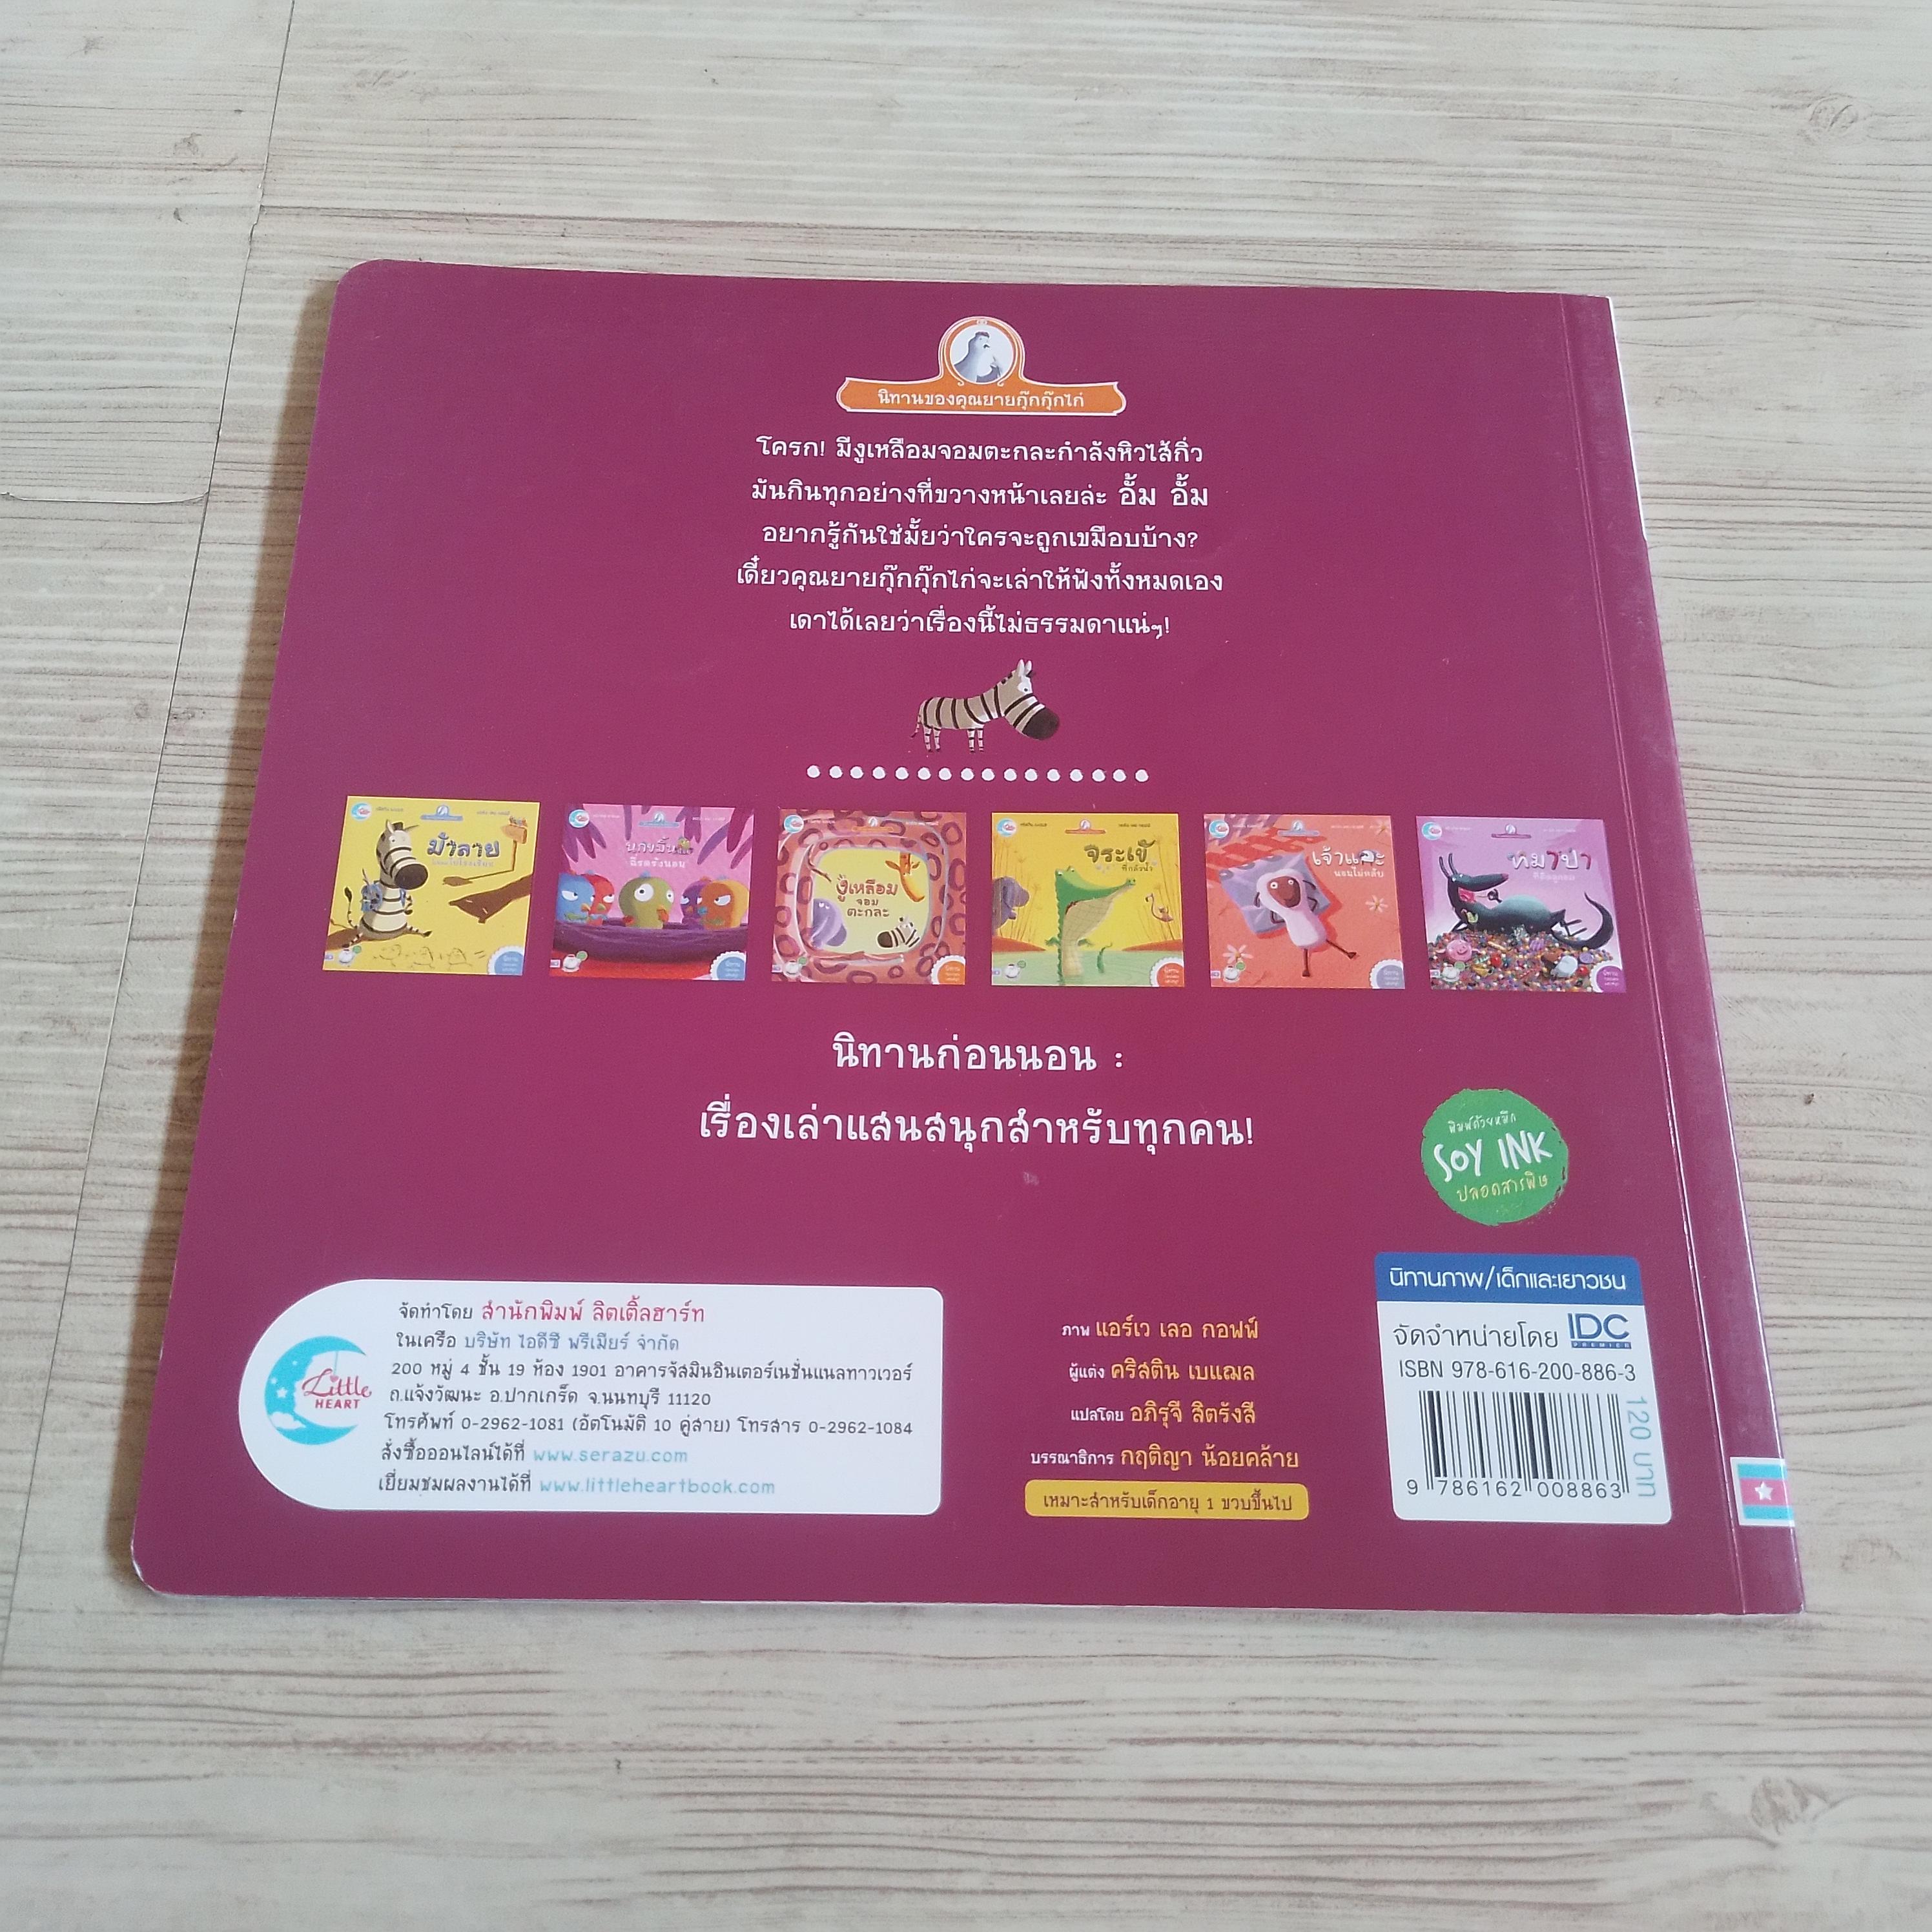 นิทานของคุณยายกุ๊กกุ๊กไก่
โครก! มีงูเหลือมจอมตะกละกำลังหิวไส้กิ่ว
มันกินทุกอย่างที่ขวางหน้าเลยล่ะ อั้ม อั้ม
อยากรู้กันใช่มั้ยว่าใครจะถูกเขมือบบ้าง?
เดี๋ยวคุณยายกุ๊กกุ๊กไก่จะเล่าให้ฟังทั้งหมดเอง
เดาได้เลยว่าเรื่องนี้ไม่ธรรมดาแน่ๆ!
ม้าลาย
งูเหลือม
จอม
ตะกละ
จระเข้
ที่กลัวน้ำ
เจ้าแกะ
นอนไม่หลับ
หมาป่า
นิทานก่อนนอน :
เรื่องเล่าแสนสนุกสำหรับทุกคน!
พิมพ์ด้วยหมึก
SOY INK
ปลอดสารพิษ
Little
HEART
จัดทำโดย สำนักพิมพ์ ลิตเติ้ลฮาร์ท
ในเครือ บริษัท ไอดีซี พรีเมียร์ จำกัด
200 หมู่ 4 ชั้น 19 ห้อง 1901 อาคารจัสมินอินเตอร์เนชั่นแนลทาวเวอร์
ถ.แจ้งวัฒนะ อ.ปากเกร็ด จ.นนทบุรี 11120
โทรศัพท์ 0-2962-1081 (อัตโนมัติ 10 คู่สาย) โทรสาร 0-2962-1084
สั่งซื้อออนไลน์ได้ที่ www.serazu.com
เยี่ยมชมผลงานได้ที่ www.littleheartbook.com
ภาพ แอร์เว เลอ กอฟฟ์
ผู้แต่ง คริสติน เบแฌล
แปลโดย อภิรุจี ลิตรังสี
บรรณาธิการ กฤติญา น้อยคล้าย
เหมาะสำหรับเด็กอายุ 1 ขวบขึ้นไป
นิทานภาพ/เด็กและเยาวชน
จัดจำหน่ายโดย IDC
PREMIER
ISBN 978-616-200-886-3
120 บาท
9 786162 008863